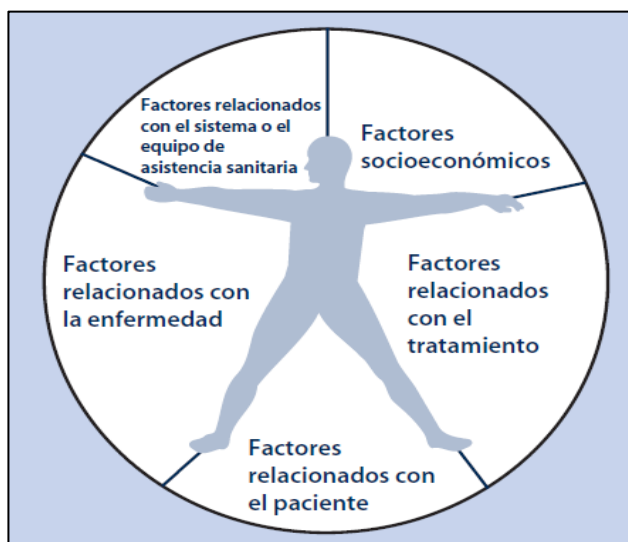 Factores relacionados
con el sistema o el
equipo de
asistencia sanitaria
Factores
socioeconómicos
Factores
relacionados con
la enfermedad
Factores
relacionados
con el
tratamiento
Factores
relacionados con
el paciente